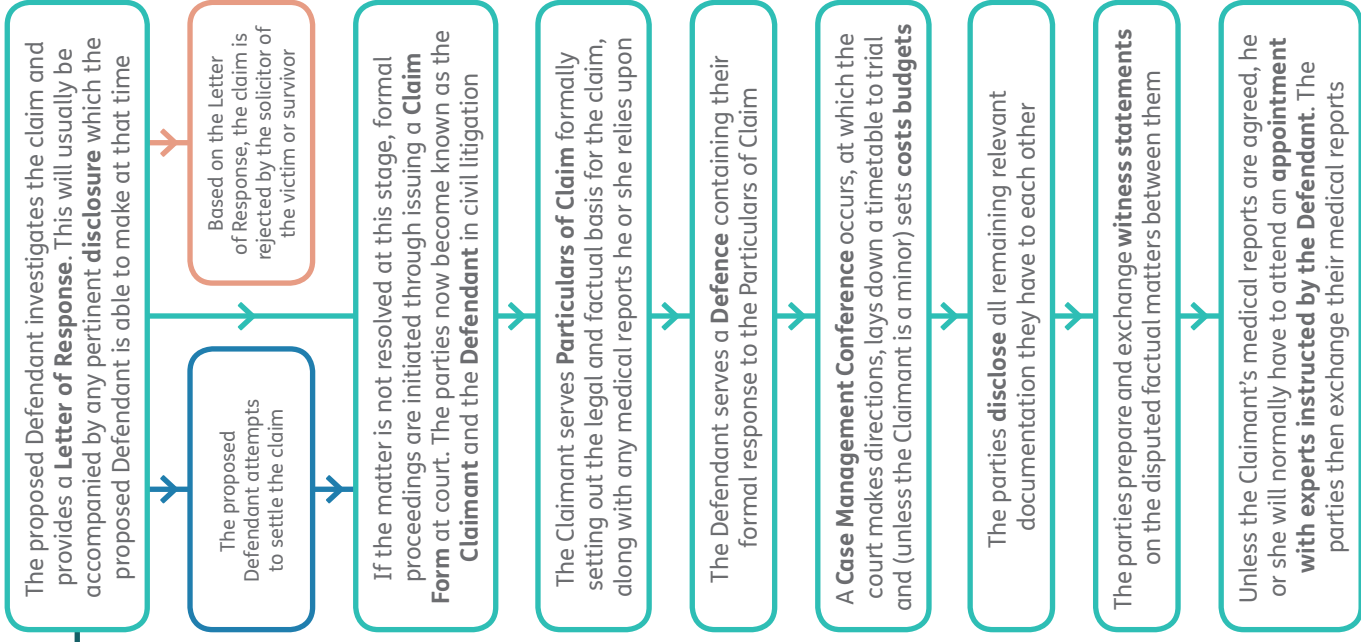 The proposed Defendant investigates the claim and
provides a Letter of Response. This will usually be
accompanied by any pertinent disclosure which the
proposed Defendant is able to make at that time
The proposed
Defendant attempts
to settle the claim
Based on the Letter
of Response, the claim is
rejected by the solicitor of
the victim or survivor
If the matter is not resolved at this stage, formal
proceedings are initiated through issuing a Claim
Form at court. The parties now become known as the
Claimant and the Defendant in civil litigation
The Claimant serves Particulars of Claim formally
setting out the legal and factual basis for the claim,
along with any medical reports he or she relies upon
The Defendant serves a Defence containing their
formal response to the Particulars of Claim
A Case Management Conference occurs, at which the
court makes directions, lays down a timetable to trial
and (unless the Claimant is a minor) sets costs budgets
The parties disclose all remaining relevant
documentation they have to each other
The parties prepare and exchange witness statements
on the disputed factual matters between them
Unless the Claimant's medical reports are agreed, he
or she will normally have to attend an appointment
with experts instructed by the Defendant. The
parties then exchange their medical reports